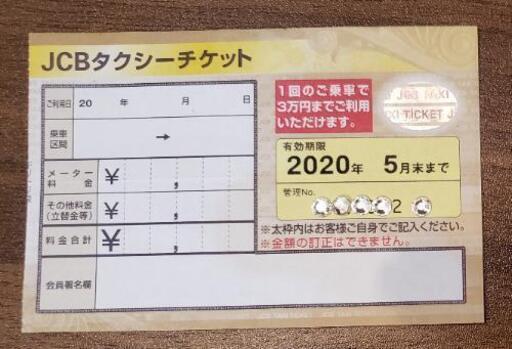 JCBタクシーチケット
1回のご乗車で
3万円までご利用
いただけます。
JCB TAXI
XI TICKET J
ご利用日 20 年 月 日
乗車
区間 →
メーター
料金 ¥ ,
その他料金
(立替金等) ¥ ,
料金合計 ¥ ,
有効期限
2020年 5月末まで
管理No.
2
※太枠内はお客様ご自身でご記入ください。
※金額の訂正はできません。
会員署名欄